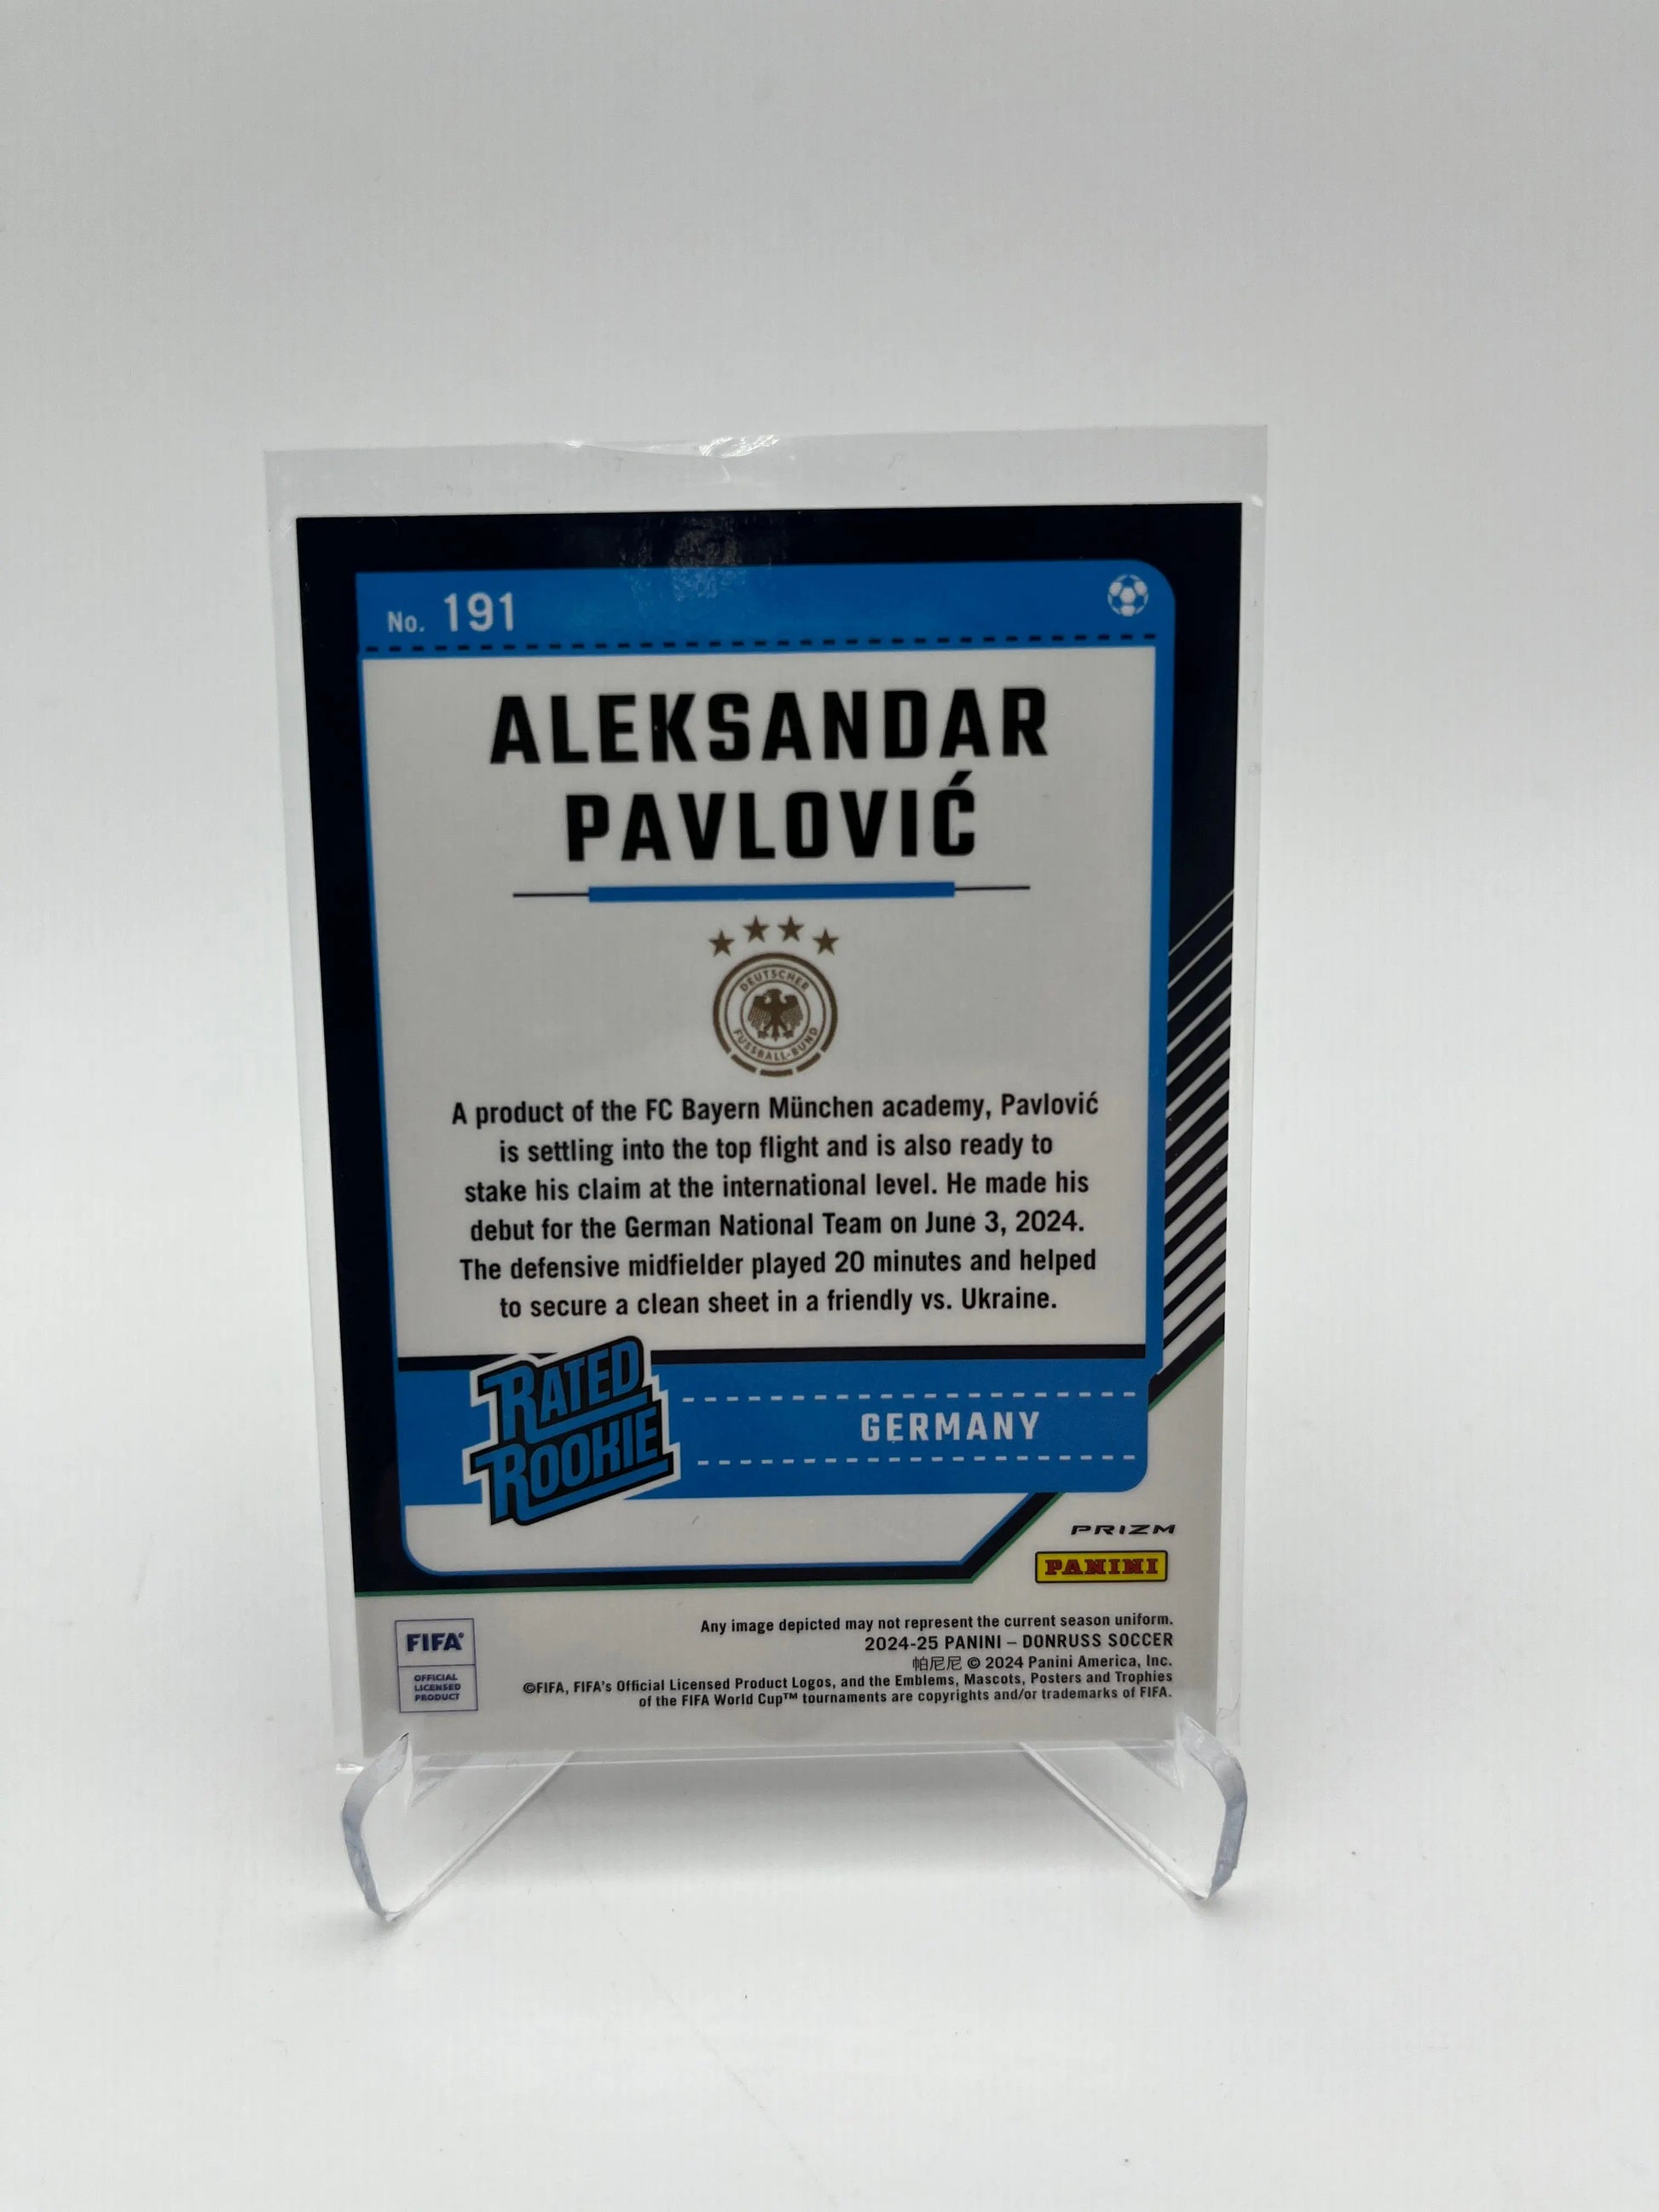 No. 191
ALEKSANDAR
PAVLOVIĆ
DEUTSCHER
FUSSBALL-BUND
A product of the FC Bayern München academy, Pavlović
is settling into the top flight and is also ready to
stake his claim at the international level. He made his
debut for the German National Team on June 3, 2024.
The defensive midfielder played 20 minutes and helped
to secure a clean sheet in a friendly vs. Ukraine.
RATED
ROOKIE
GERMANY
PRIZM
PANINI
FIFA®
OFFICIAL
LICENSED
PRODUCT
Any image depicted may not represent the current season uniform.
2024-25 PANINI – DONRUSS SOCCER
帕尼尼 © 2024 Panini America, Inc.
©FIFA, FIFA's Official Licensed Product Logos, and the Emblems, Mascots, Posters and Trophies
of the FIFA World Cup™ tournaments are copyrights and/or trademarks of FIFA.